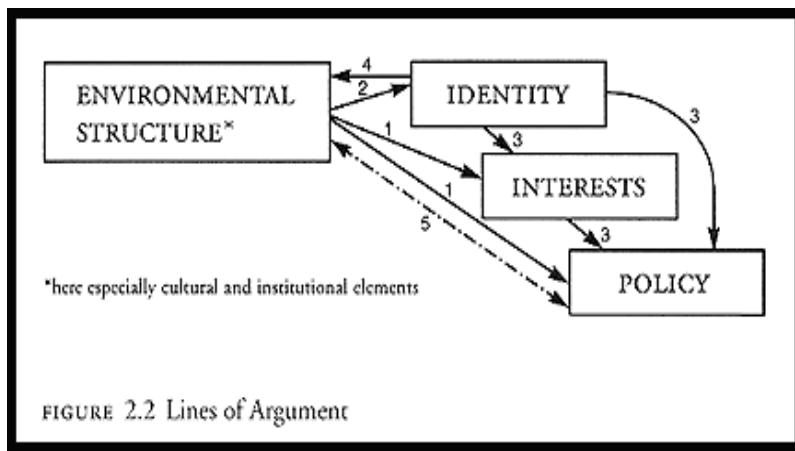 ENVIRONMENTAL
STRUCTURE*
4
2
IDENTITY
3
1
3
INTERESTS
1
3
5
POLICY
*here especially cultural and institutional elements
FIGURE 2.2 Lines of Argument